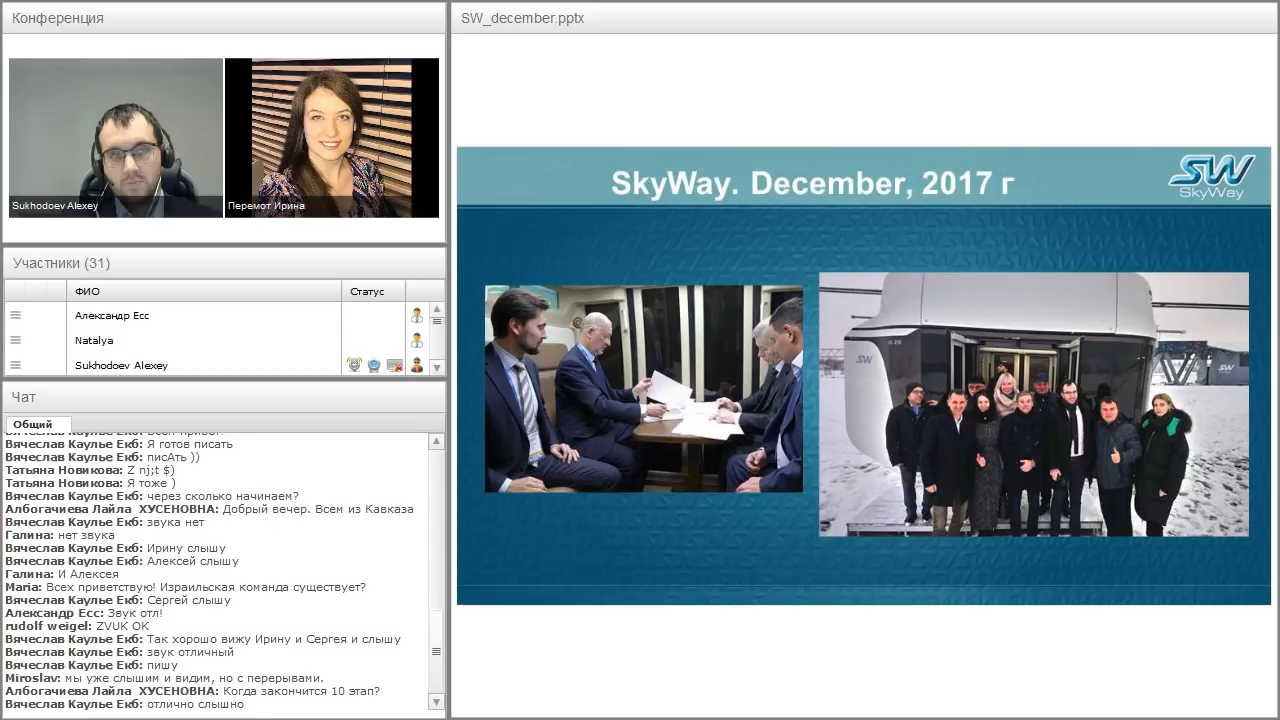 Конференция
Sukhodoev Alexey
Перемот Ирина
Участники (31)
ФИО
Статус
Александр Есс
Natalya
Sukhodoev Alexey
Чат
Общий
Вячеслав Каулье Екб:
Вячеслав Каулье Екб: Я готов писать
Вячеслав Каулье Екб: писАть ))
Татьяна Новикова: Z nj;t $)
Татьяна Новикова: Я тоже )
Вячеслав Каулье Екб: через сколько начинаем?
Албогачиева Лайла ХУСЕНОВНА: Добрый вечер. Всем из Кавказа
Вячеслав Каулье Екб: звука нет
Галина: нет звука
Вячеслав Каулье Екб: Ирину слышу
Вячеслав Каулье Екб: Алексей слышу
Галина: И Алексея
Maria: Всех приветствую! Израильская команда существует?
Вячеслав Каулье Екб: Сергей слышу
Александр Есс: Звук отл!
rudolf weigel: ZVUK OK
Вячеслав Каулье Екб: Так хорошо вижу Ирину и Сергея и слышу
Вячеслав Каулье Екб: звук отличный
Вячеслав Каулье Екб: пишу
Miroslav: мы уже слышим и видим, но с перерывами.
Албогачиева Лайла ХУСЕНОВНА: Когда закончится 10 этап?
Вячеслав Каулье Екб: отлично слышно
SW_december.pptx
SkyWay. December, 2017 г
SW
SkyWay
SW
SW